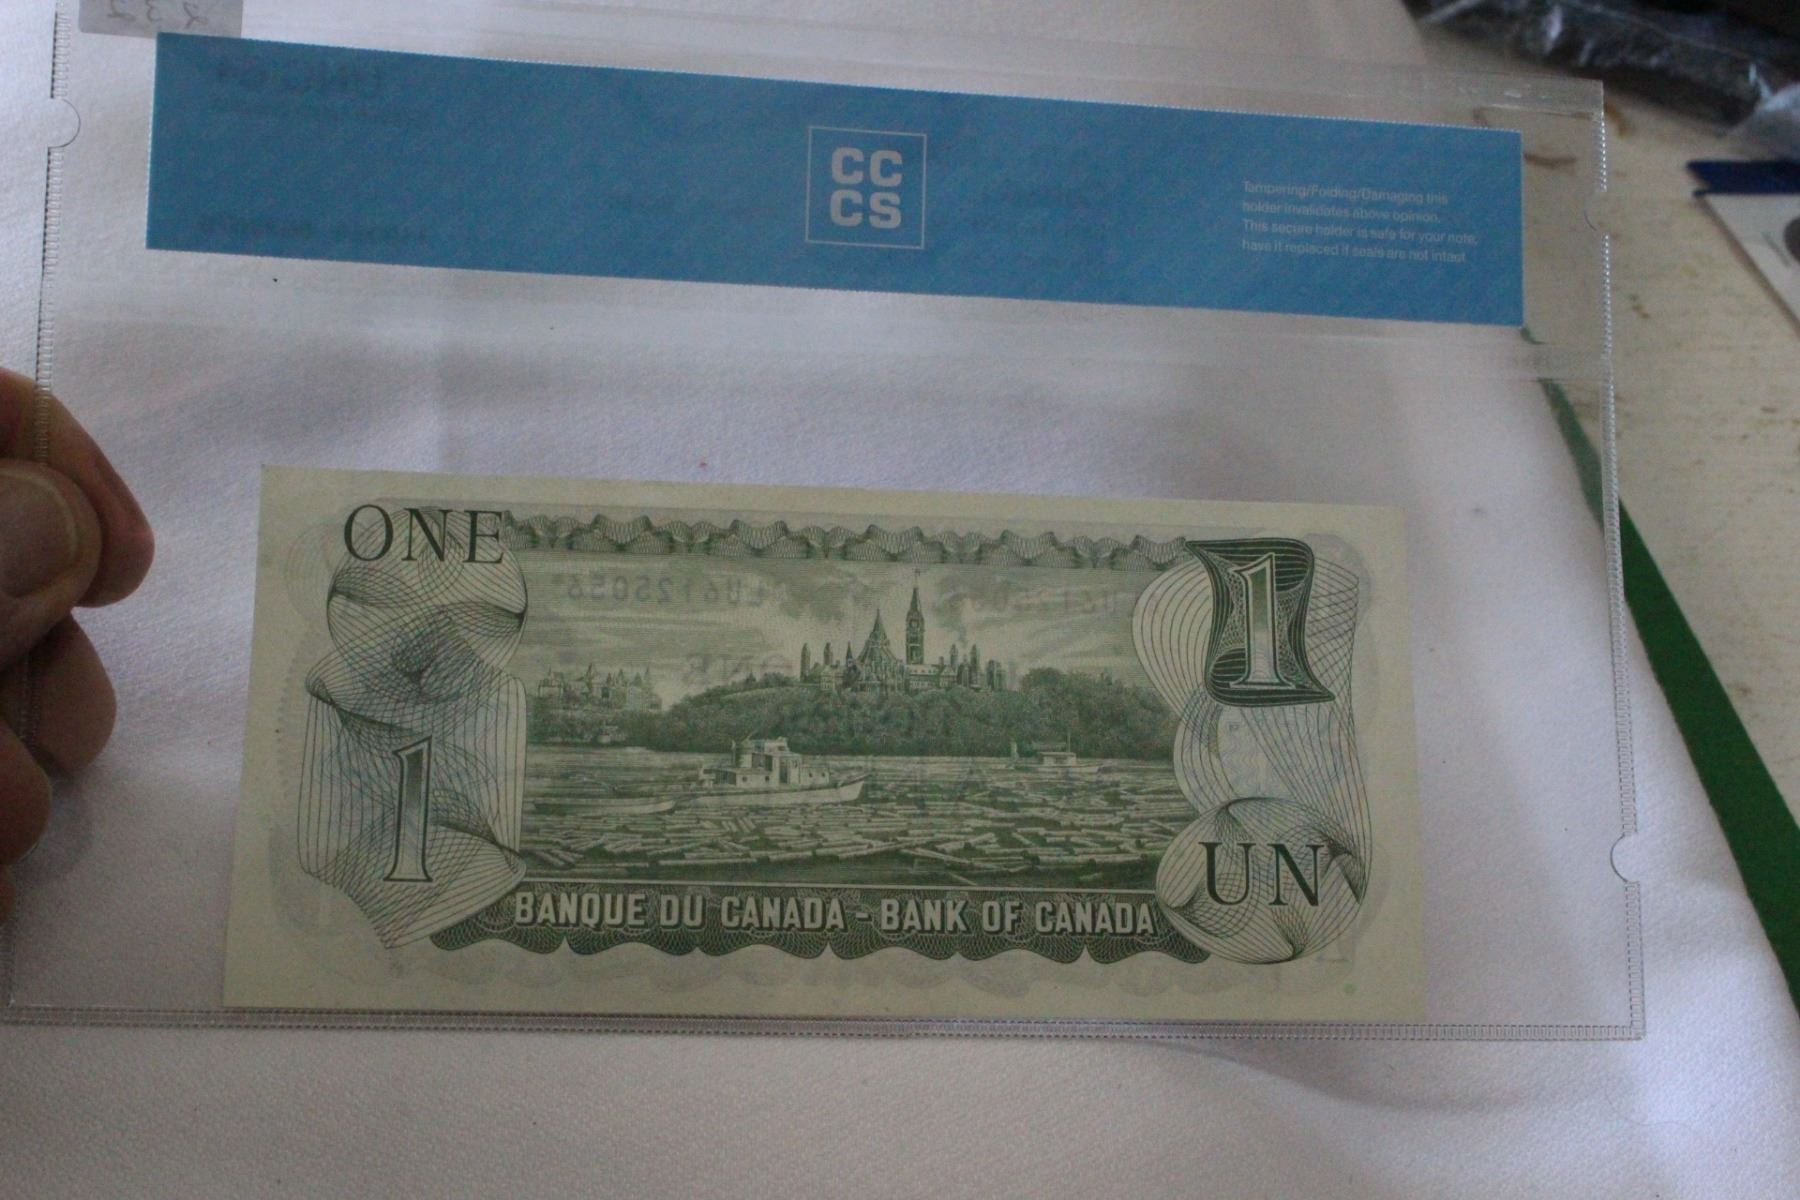 CC
CS
Tampering/Folding/Damaging this
holder invalidates above opinion.
This secure holder is safe for your note;
have it replaced if seals are not intact
ONE
1
1
UN
BANQUE DU CANADA - BANK OF CANADA